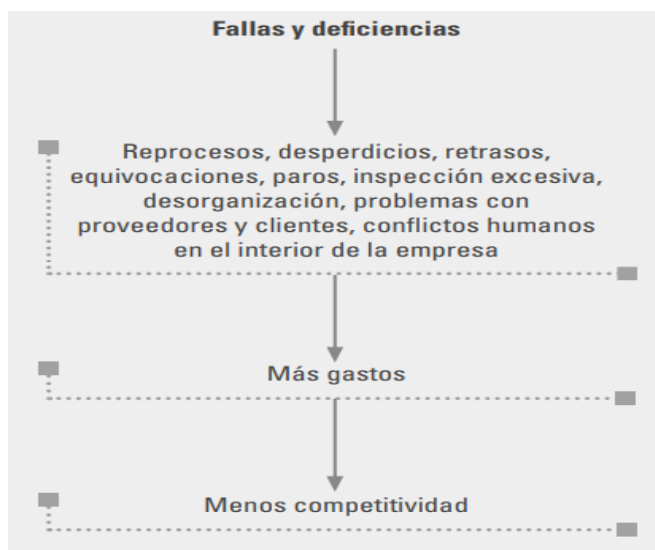 Fallas y deficiencias
Reprocesos, desperdicios, retrasos,
equivocaciones, paros, inspección excesiva,
desorganización, problemas con
proveedores y clientes, conflictos humanos
en el interior de la empresa
Más gastos
Menos competitividad